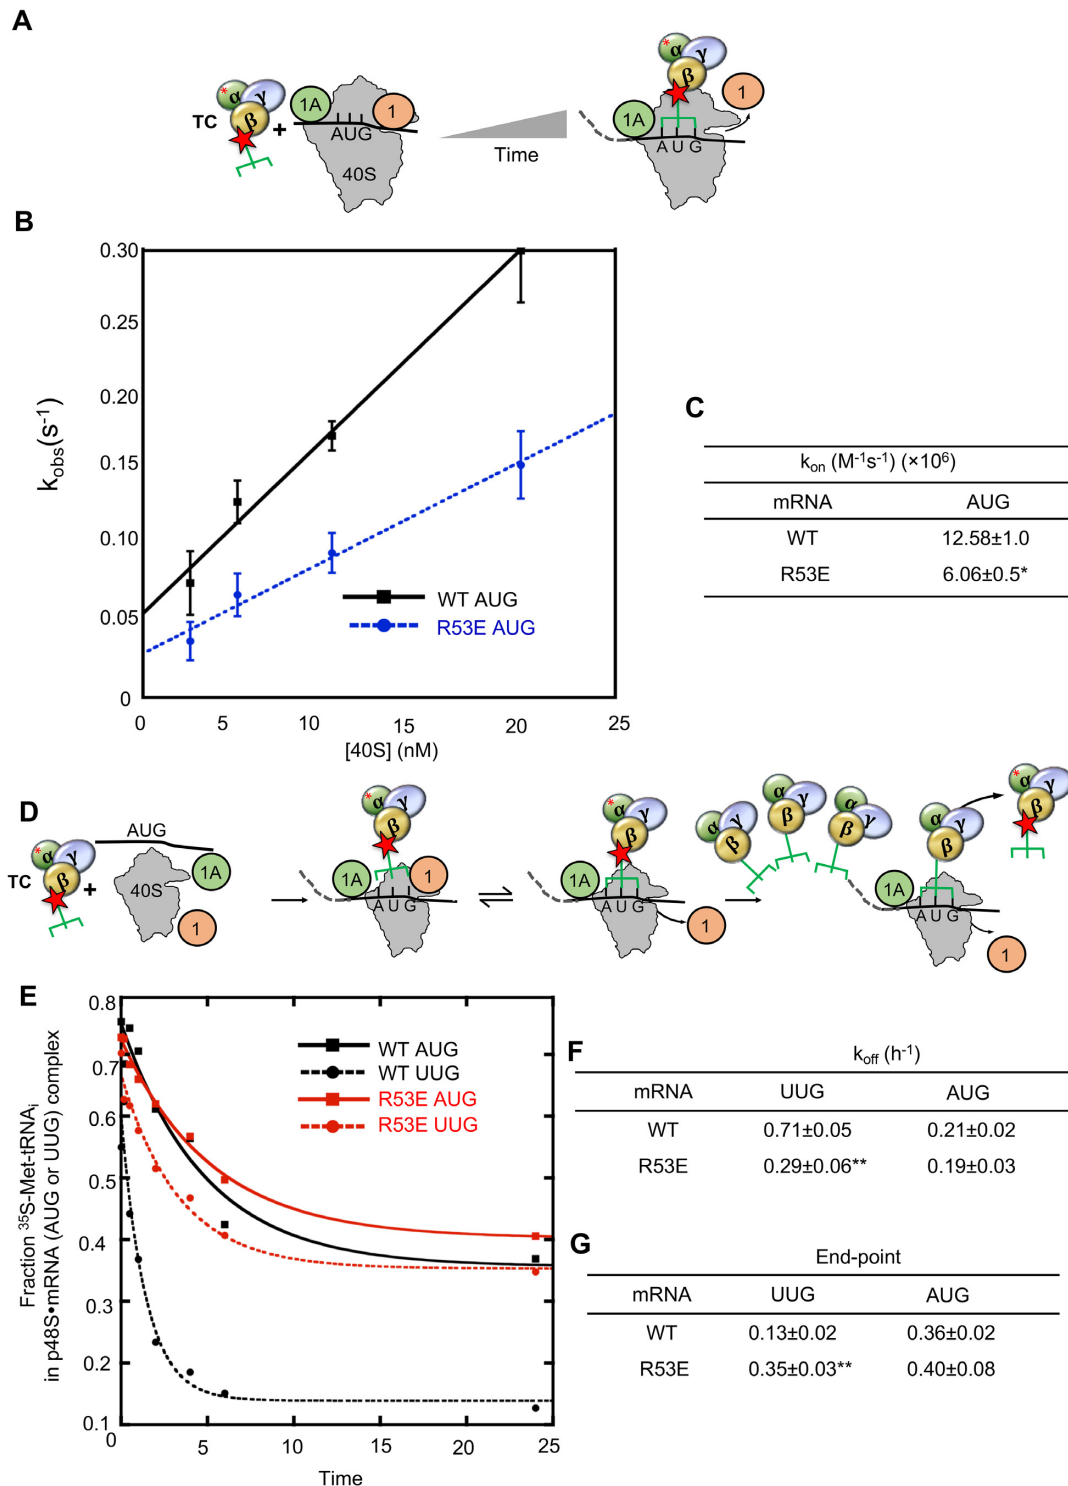 A
* α γ
β
TC + 1A 1
AUG
40S
Time
* α γ
β
1A 1
A U G
B
0.30
0.25
0.20
0.15
0.10
0.05
0
k_obs(s⁻¹)
0 5 10 15 20 25
[40S] (nM)
WT AUG
R53E AUG
C
k_on (M⁻¹s⁻¹) (×10⁶)
mRNA AUG
WT 12.58±1.0
R53E 6.06±0.5*
D
* α γ
β
TC +
AUG
40S
1A
1
* α γ
β
1A 1
A U G
* α γ
β
1A
A U G
1
α γ
β
α γ
β
α γ
β
α γ
β
1A
A U G
1
* α γ
β
E
0.8
0.7
0.6
0.5
0.4
0.3
0.2
0.1
Fraction ³⁵S-Met-tRNAᵢ
in p48S•mRNA (AUG or UUG) complex
0 5 10 15 20 25
Time
WT AUG
WT UUG
R53E AUG
R53E UUG
F
k_off (h⁻¹)
mRNA UUG AUG
WT 0.71±0.05 0.21±0.02
R53E 0.29±0.06** 0.19±0.03
G
End-point
mRNA UUG AUG
WT 0.13±0.02 0.36±0.02
R53E 0.35±0.03** 0.40±0.08